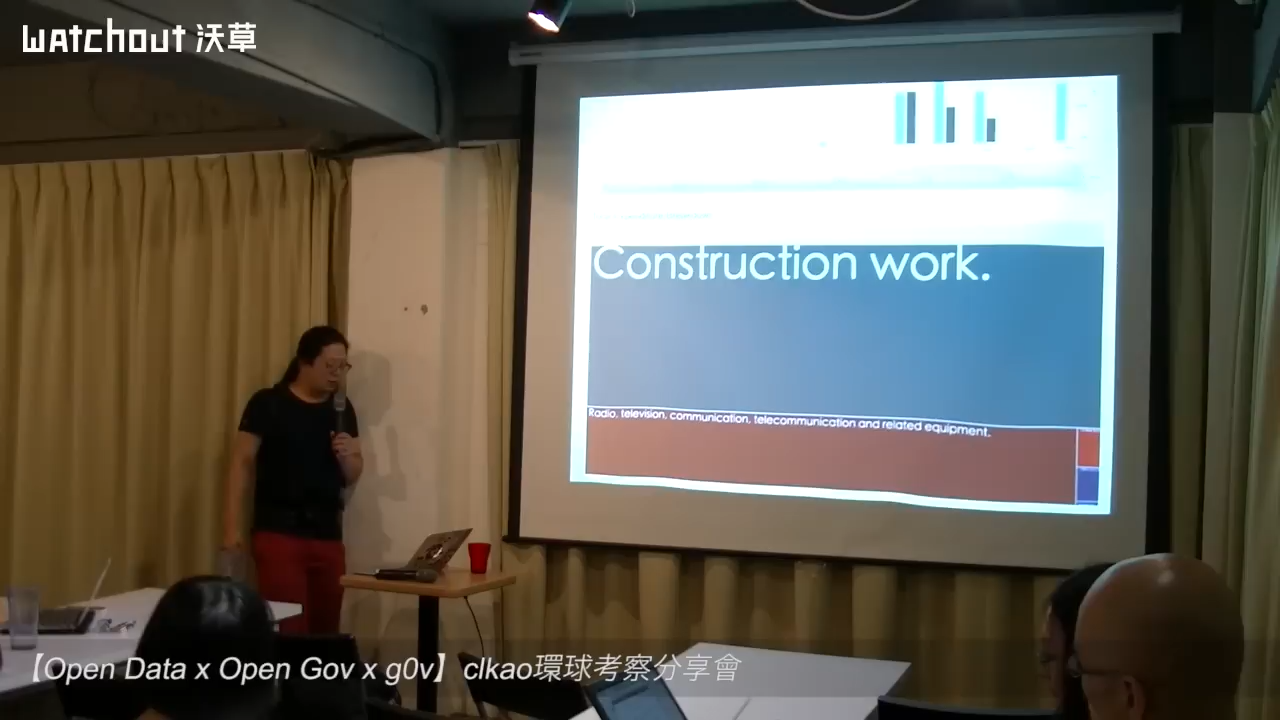 watchout 沃草
Construction work.
Radio, television, communication, telecommunication and related equipment.
【Open Data x Open Gov x g0v】clkao環球考察分享會